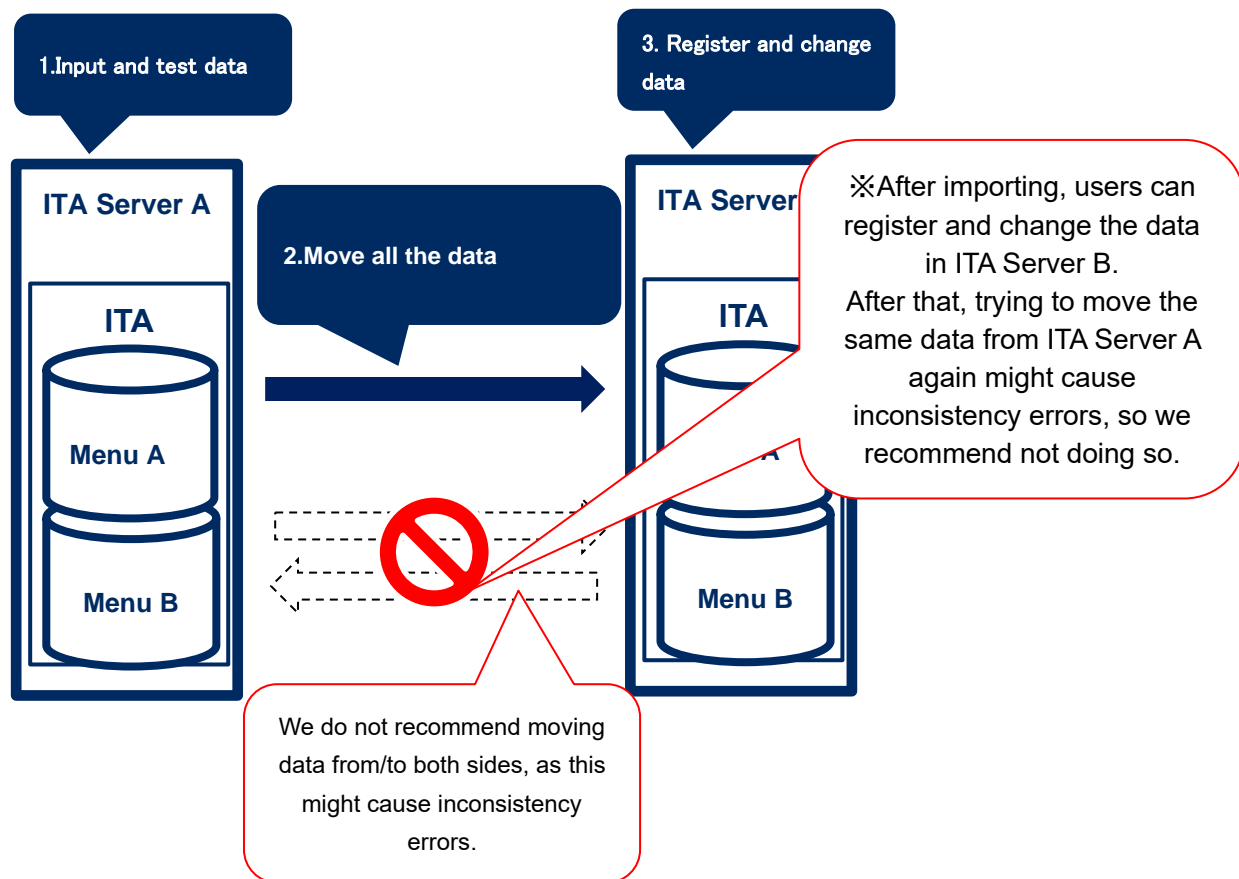 1.Input and test data
3. Register and change
data
ITA Server A
2.Move all the data
ITA Server
※After importing, users can
register and change the data
in ITA Server B.
After that, trying to move the
same data from ITA Server A
again might cause
inconsistency errors, so we
recommend not doing so.
ITA
Menu A
Menu B
ITA
A
Menu B
We do not recommend moving
data from/to both sides, as this
might cause inconsistency
errors.